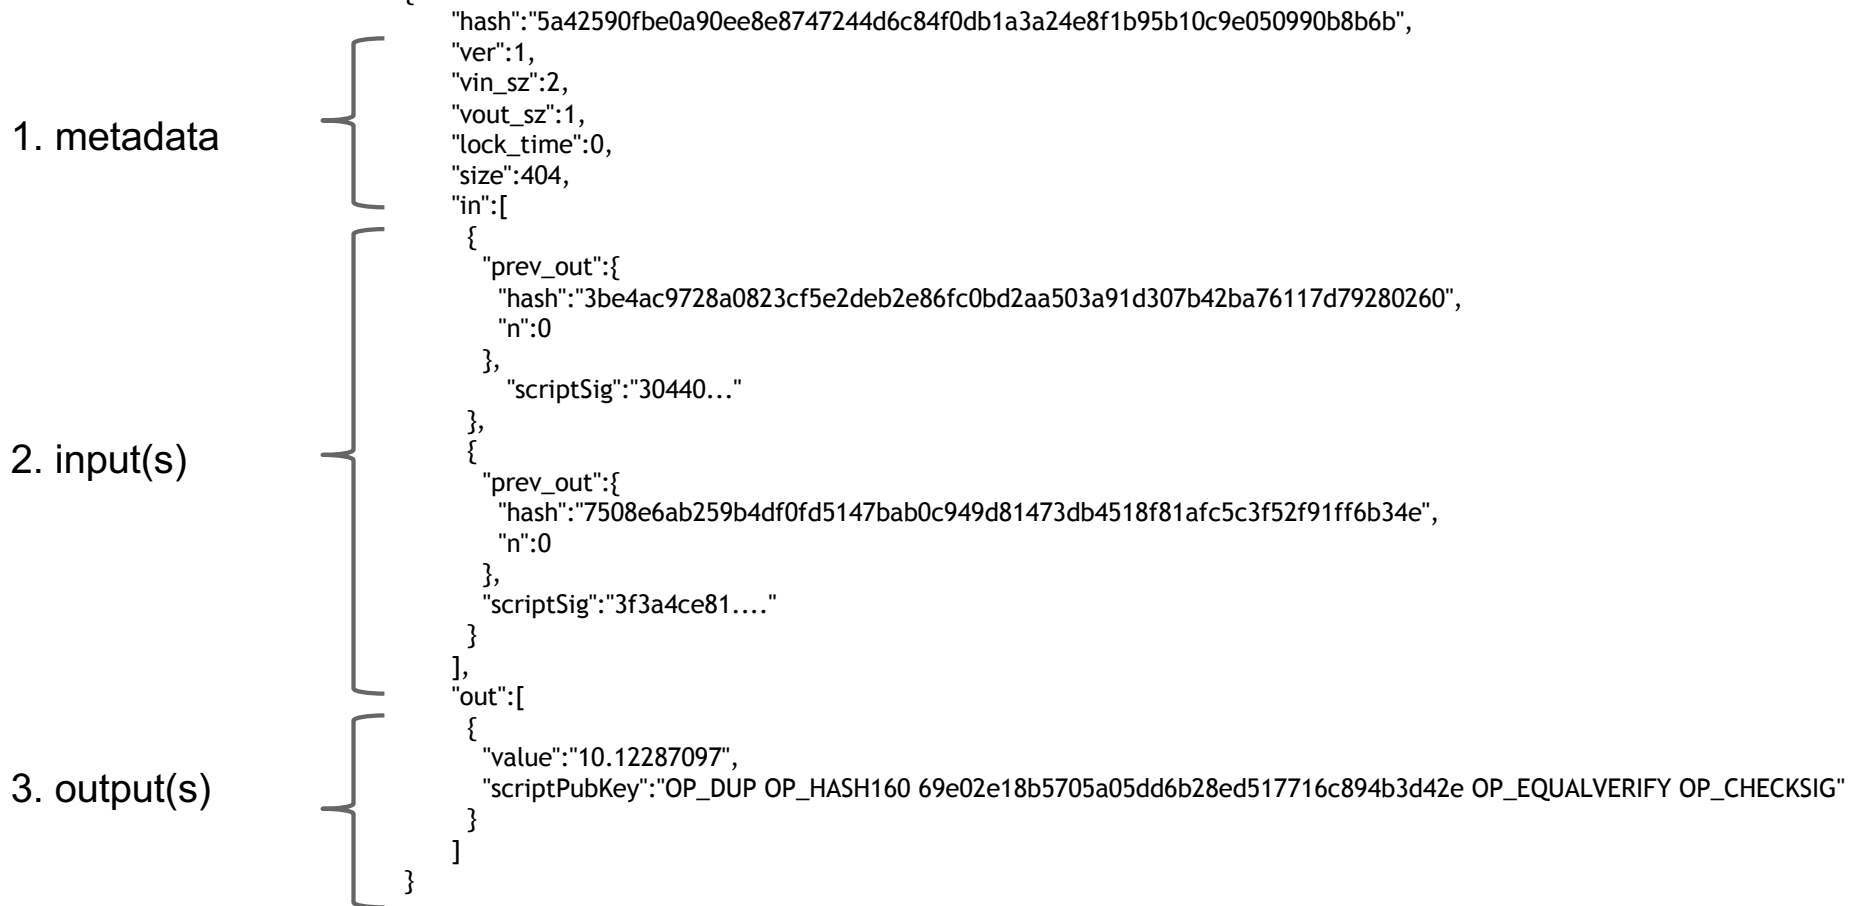 {
"hash":"5a42590fbe0a90ee8e8747244d6c84f0db1a3a24e8f1b95b10c9e050990b8b6b",
"ver":1,
"vin_sz":2,
"vout_sz":1,
1. metadata
"lock_time":0,
"size":404,
"in":[
{
"prev_out":{
"hash":"3be4ac9728a0823cf5e2deb2e86fc0bd2aa503a91d307b42ba76117d79280260",
"n":0
},
"scriptSig":"30440..."
},
2. input(s)
{
"prev_out":{
"hash":"7508e6ab259b4df0fd5147bab0c949d81473db4518f81afc5c3f52f91ff6b34e",
"n":0
},
"scriptSig":"3f3a4ce81...."
}
],
"out":[
{
"value":"10.12287097",
3. output(s)
"scriptPubKey":"OP_DUP OP_HASH160 69e02e18b5705a05dd6b28ed517716c894b3d42e OP_EQUALVERIFY OP_CHECKSIG"
}
]
}